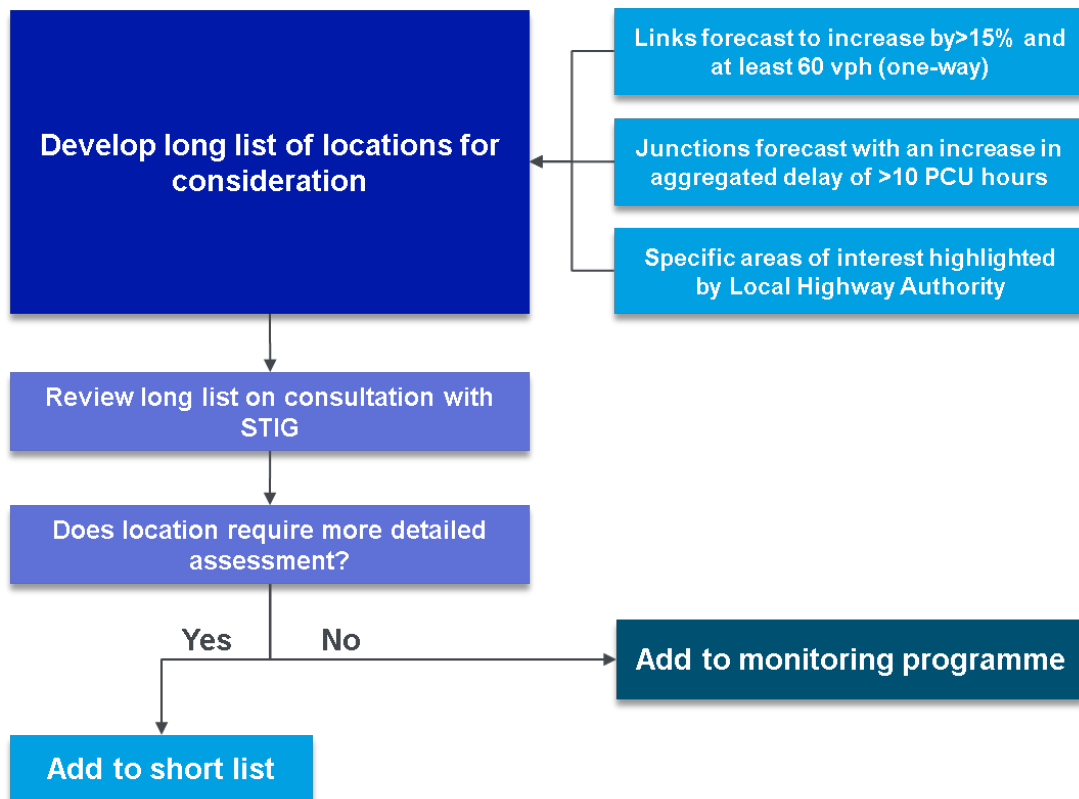 Develop long list of locations for
consideration
Links forecast to increase by>15% and
at least 60 vph (one-way)
Junctions forecast with an increase in
aggregated delay of >10 PCU hours
Specific areas of interest highlighted
by Local Highway Authority
Review long list on consultation with
STIG
Does location require more detailed
assessment?
Yes
No
Add to monitoring programme
Add to short list